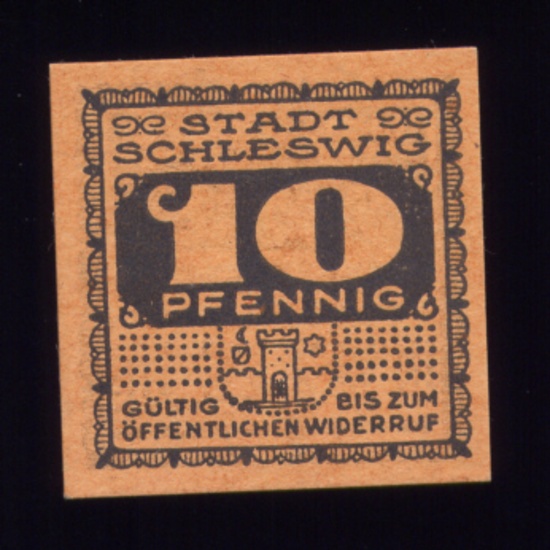 STADT
SCHLESWIG
10
PFENNIG
GÜLTIG BIS ZUM
ÖFFENTLICHEN WIDERRUF